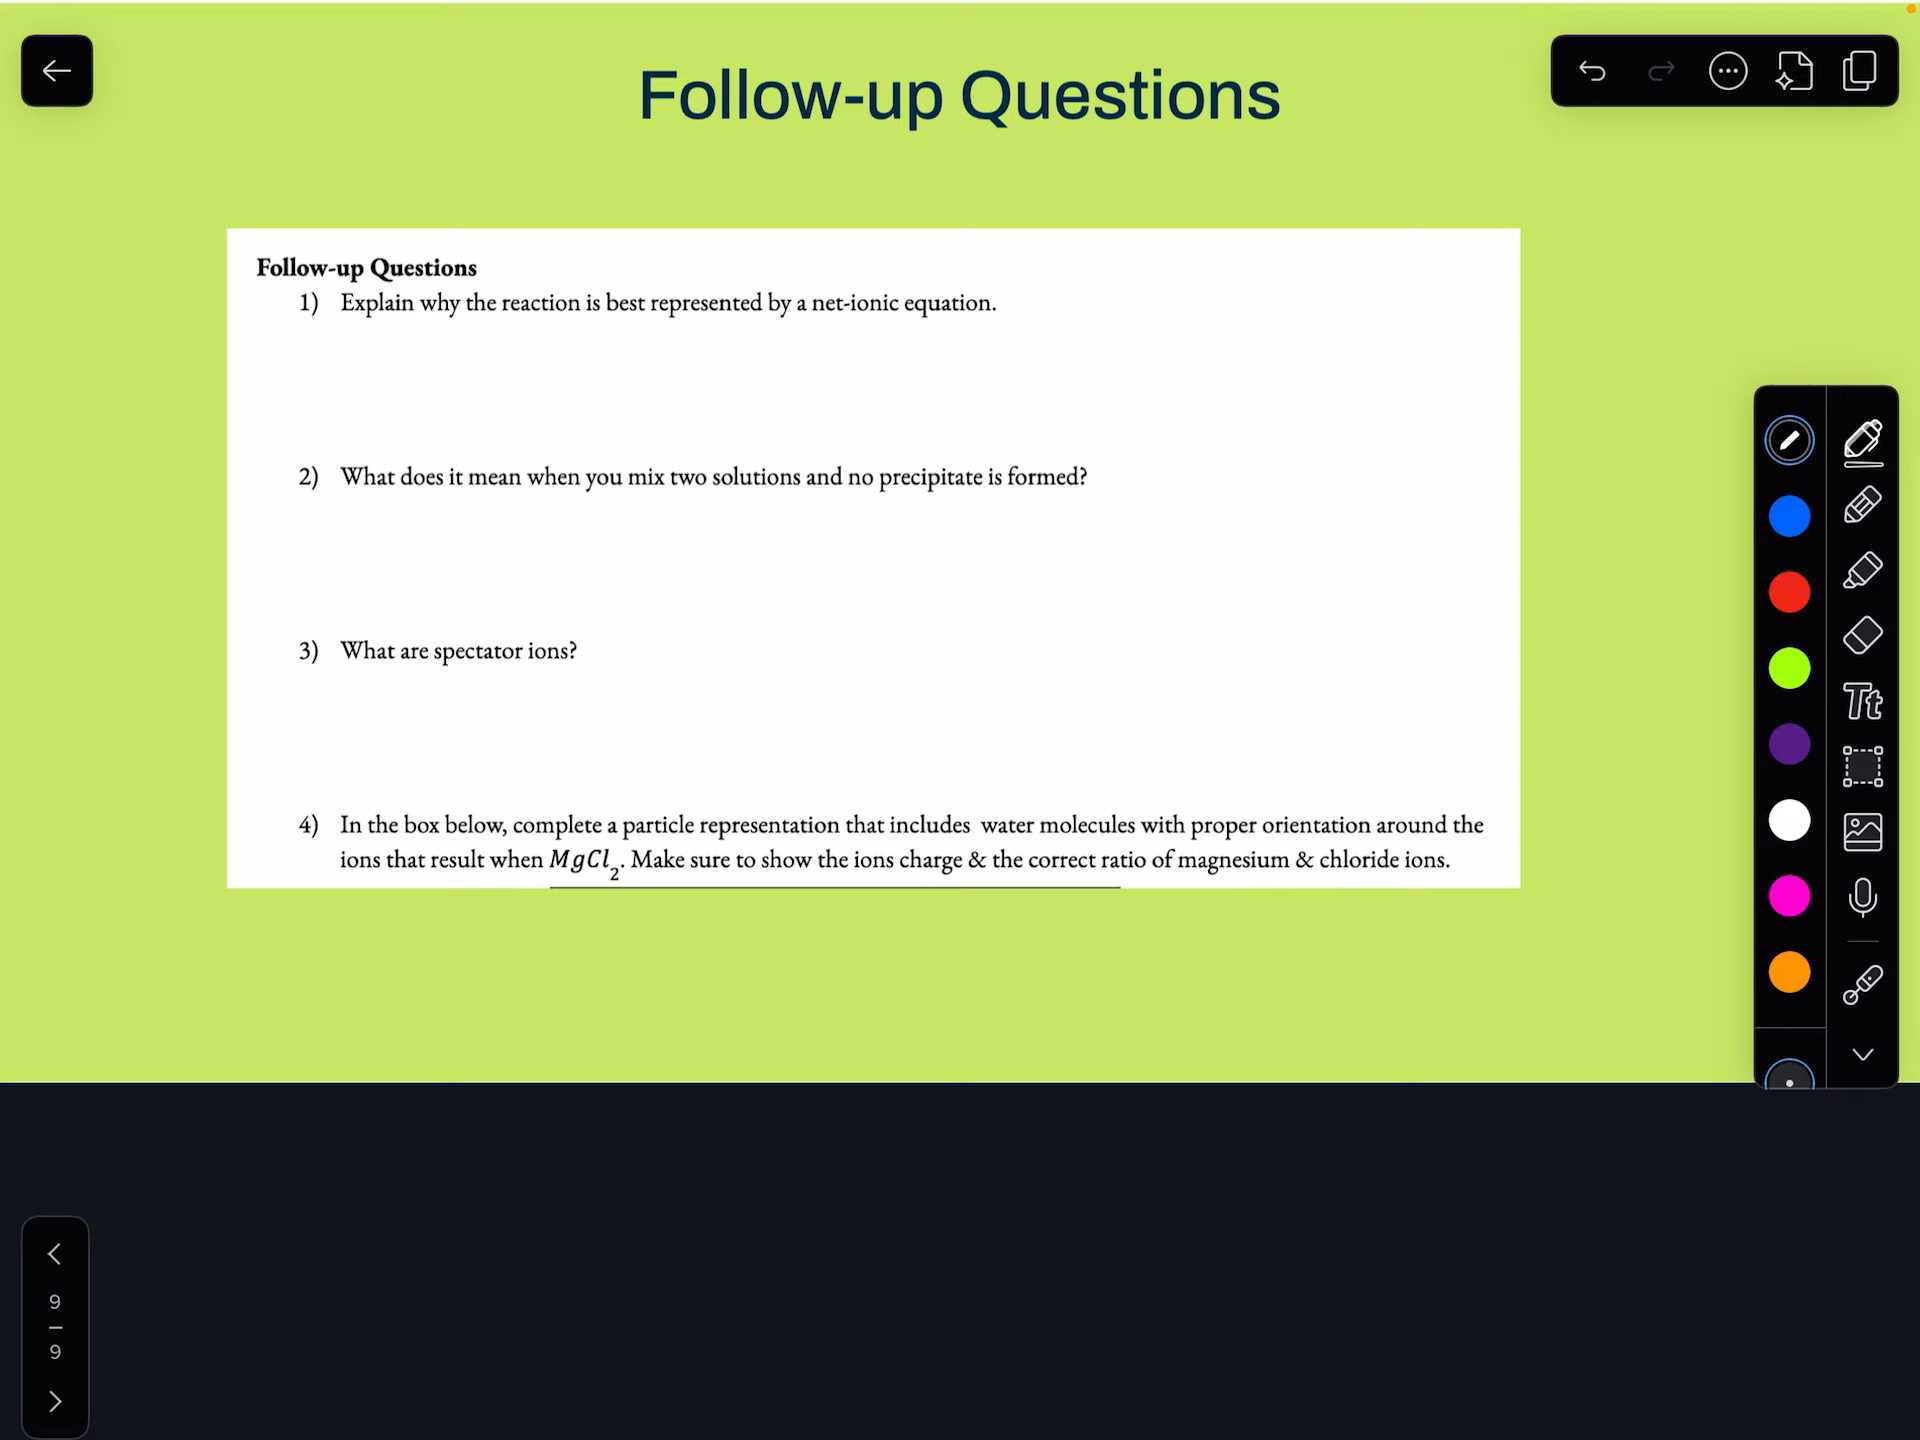 Follow-up Questions
Follow-up Questions
1) Explain why the reaction is best represented by a net-ionic equation.
2) What does it mean when you mix two solutions and no precipitate is formed?
3) What are spectator ions?
4) In the box below, complete a particle representation that includes water molecules with proper orientation around the
ions that result when MgCl₂. Make sure to show the ions charge & the correct ratio of magnesium & chloride ions.
Tt
9
9